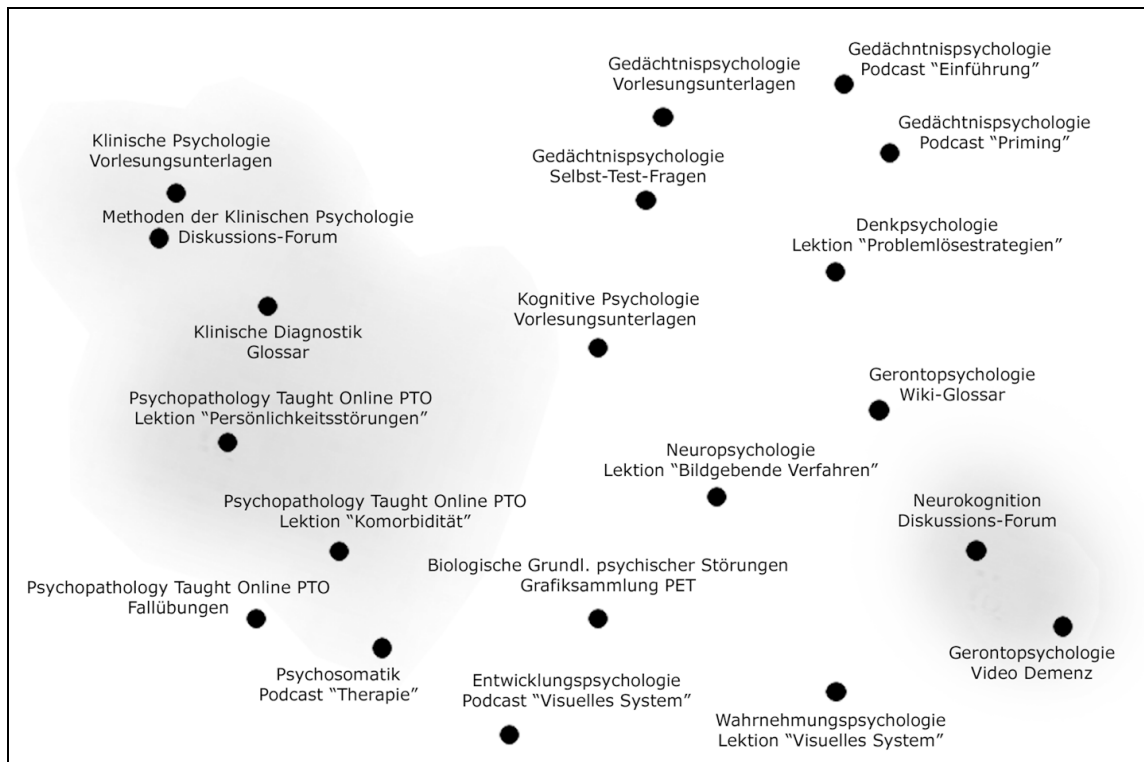 Gedächntnispsychologie
Podcast “Einführung”
Gedächtnispsychologie
Vorlesungsunterlagen
Gedächtnispsychologie
Podcast “Priming”
Klinische Psychologie
Vorlesungsunterlagen
Gedächtnispsychologie
Selbst-Test-Fragen
Methoden der Klinischen Psychologie
Diskussions-Forum
Denkpsychologie
Lektion “Problemlösestrategien”
Kognitive Psychologie
Vorlesungsunterlagen
Klinische Diagnostik
Glossar
Gerontopsychologie
Wiki-Glossar
Psychopathology Taught Online PTO
Lektion “Persönlichkeitsstörungen”
Neuropsychologie
Lektion “Bildgebende Verfahren”
Psychopathology Taught Online PTO
Lektion “Komorbidität”
Neurokognition
Diskussions-Forum
Biologische Grundl. psychischer Störungen
Grafiksammlung PET
Psychopathology Taught Online PTO
Fallübungen
Gerontopsychologie
Video Demenz
Psychosomatik
Podcast “Therapie”
Entwicklungspsychologie
Podcast “Visuelles System”
Wahrnehmungspsychologie
Lektion “Visuelles System”